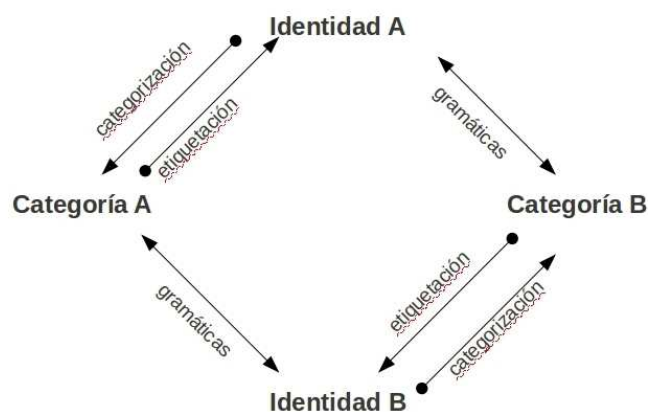 Identidad A
categorización
etiquetación
gramáticas
Categoría A
Categoría B
gramáticas
etiquetación
categorización
Identidad B